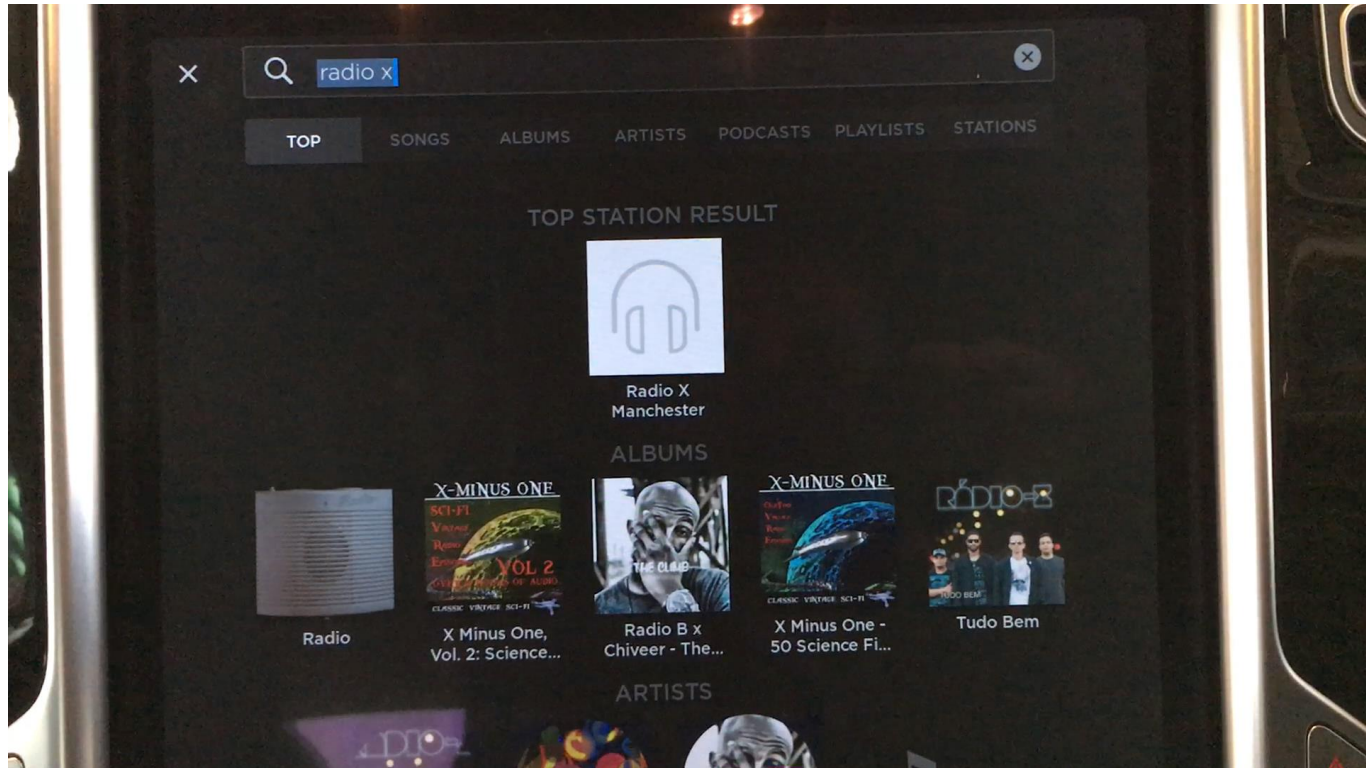 radio x
TOP SONGS ALBUMS ARTISTS PODCASTS PLAYLISTS STATIONS
TOP STATION RESULT
Radio X
Manchester
ALBUMS
X-MINUS ONE
SCI-FI
VINTAGE
RADIO
VOL 2
CLASSIC VINTAGE SCI-FI
THE CLIMB
X-MINUS ONE
CLASSIC VINTAGE SCI-FI
RÁDIO-X
TUDO BEM
Radio
X Minus One,
Vol. 2: Science...
Radio B x
Chiveer - The...
X Minus One -
50 Science Fi...
Tudo Bem
ARTISTS